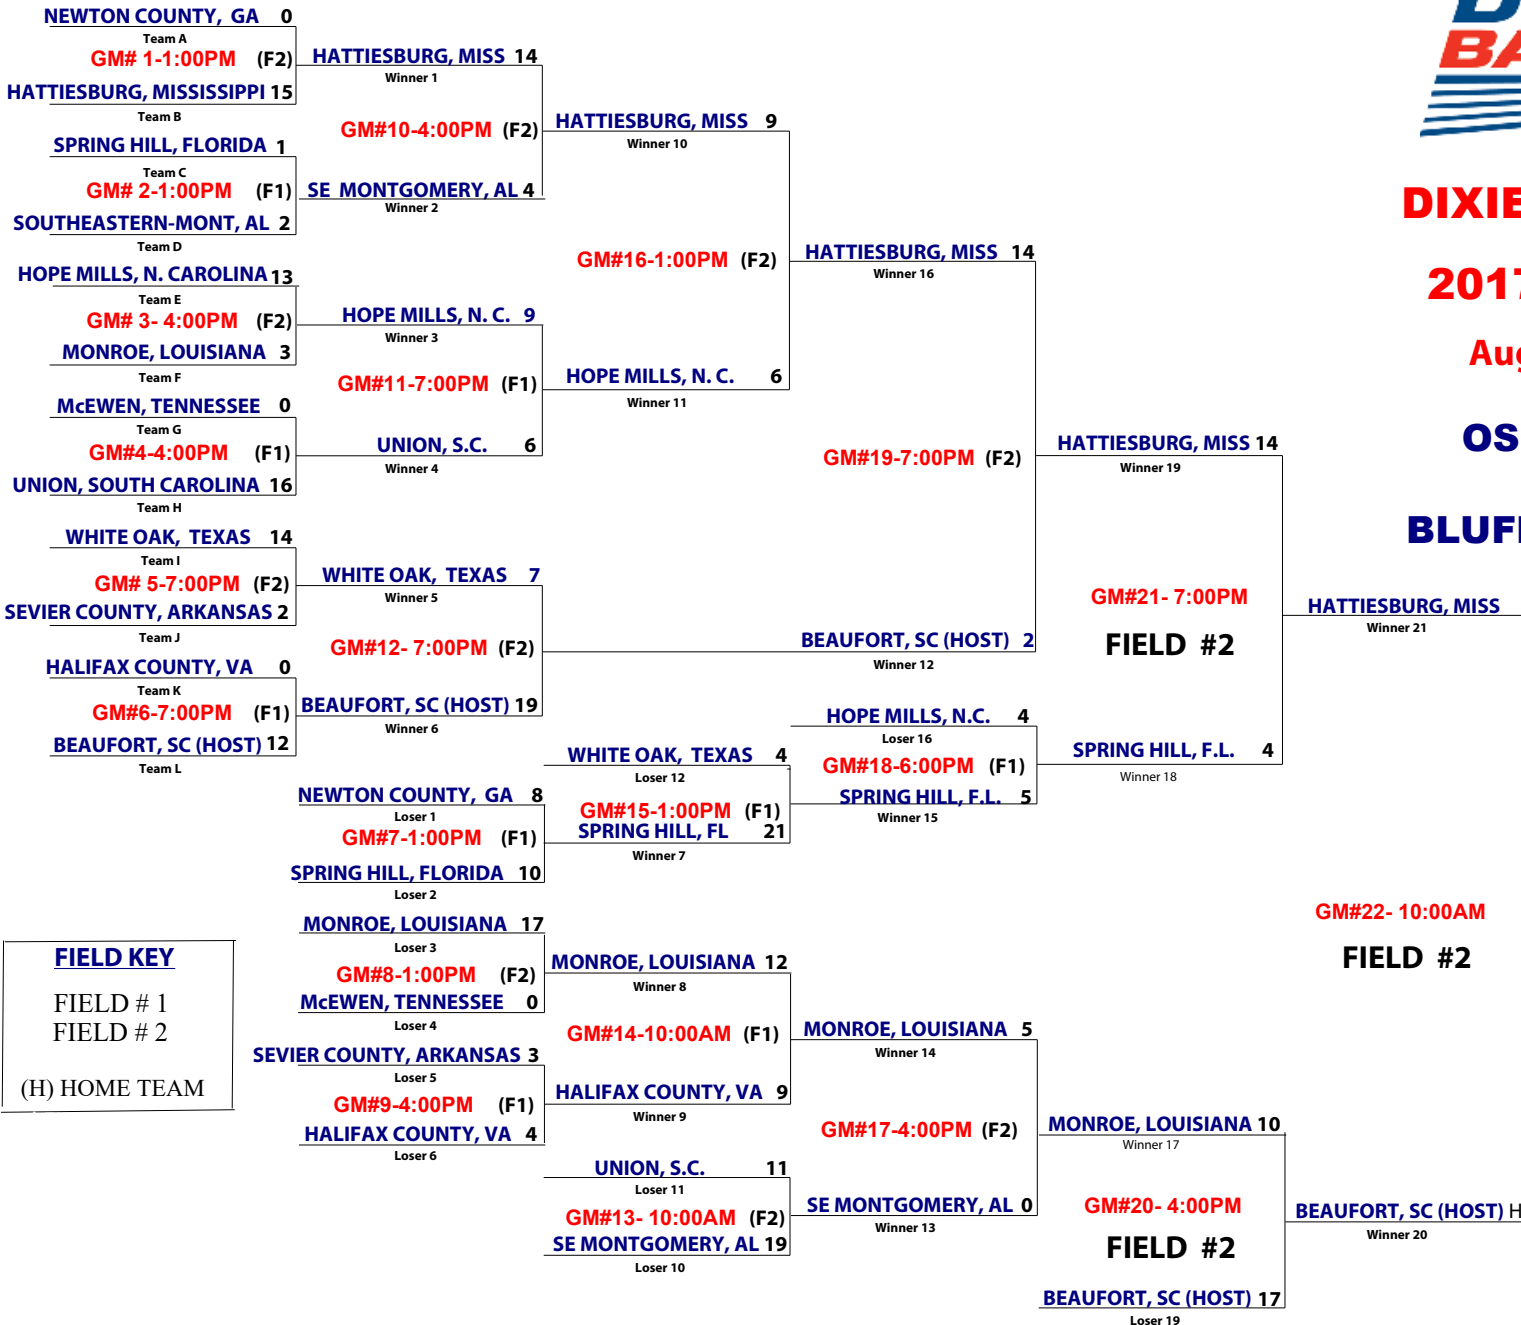 NEWTON COUNTY, GA 0
Team A
GM# 1-1:00PM (F2)
HATTIESBURG, MISSISSIPPI 15
Team B
SPRING HILL, FLORIDA 1
Team C
GM# 2-1:00PM (F1)
SOUTHEASTERN-MONT, AL 2
Team D
HOPE MILLS, N. CAROLINA 13
Team E
GM# 3- 4:00PM (F2)
MONROE, LOUISIANA 3
Team F
McEWEN, TENNESSEE 0
Team G
GM#4-4:00PM (F1)
UNION, SOUTH CAROLINA 16
Team H
WHITE OAK, TEXAS 14
Team I
GM# 5-7:00PM (F2)
SEVIER COUNTY, ARKANSAS 2
Team J
HALIFAX COUNTY, VA 0
Team K
GM#6-7:00PM (F1)
BEAUFORT, SC (HOST) 12
Team L
HATTIESBURG, MISS 14
Winner 1
GM#10-4:00PM (F2)
SE MONTGOMERY, AL 4
Winner 2
HOPE MILLS, N. C. 9
Winner 3
GM#11-7:00PM (F1)
UNION, S.C. 6
Winner 4
WHITE OAK, TEXAS 7
Winner 5
GM#12- 7:00PM (F2)
BEAUFORT, SC (HOST) 19
Winner 6
NEWTON COUNTY, GA 8
Loser 1
GM#7-1:00PM (F1)
SPRING HILL, FLORIDA 10
Loser 2
MONROE, LOUISIANA 17
Loser 3
GM#8-1:00PM (F2)
McEWEN, TENNESSEE 0
Loser 4
SEVIER COUNTY, ARKANSAS 3
Loser 5
GM#9-4:00PM (F1)
HALIFAX COUNTY, VA 4
Loser 6
HATTIESBURG, MISS 9
Winner 10
GM#16-1:00PM (F2)
HOPE MILLS, N. C. 6
Winner 11
WHITE OAK, TEXAS 4
Loser 12
GM#15-1:00PM (F1)
SPRING HILL, FL 21
Winner 7
MONROE, LOUISIANA 12
Winner 8
GM#14-10:00AM (F1)
HALIFAX COUNTY, VA 9
Winner 9
UNION, S.C. 11
Loser 11
GM#13- 10:00AM (F2)
SE MONTGOMERY, AL 19
Loser 10
HATTIESBURG, MISS 14
Winner 16
GM#19-7:00PM (F2)
BEAUFORT, SC (HOST) 2
Winner 12
HOPE MILLS, N.C. 4
Loser 16
GM#18-6:00PM (F1)
SPRING HILL, F.L. 5
Winner 15
MONROE, LOUISIANA 5
Winner 14
GM#17-4:00PM (F2)
SE MONTGOMERY, AL 0
Winner 13
HATTIESBURG, MISS 14
Winner 19
GM#21- 7:00PM
FIELD #2
SPRING HILL, F.L. 4
Winner 18
MONROE, LOUISIANA 10
Winner 17
GM#20- 4:00PM
FIELD #2
BEAUFORT, SC (HOST) 17
Loser 19
HATTIESBURG, MISS
Winner 21
GM#22- 10:00AM
FIELD #2
BEAUFORT, SC (HOST) H
Winner 20
DIXIE
2017
Aug
OS
BLUF
FIELD KEY
FIELD # 1
FIELD # 2
(H) HOME TEAM